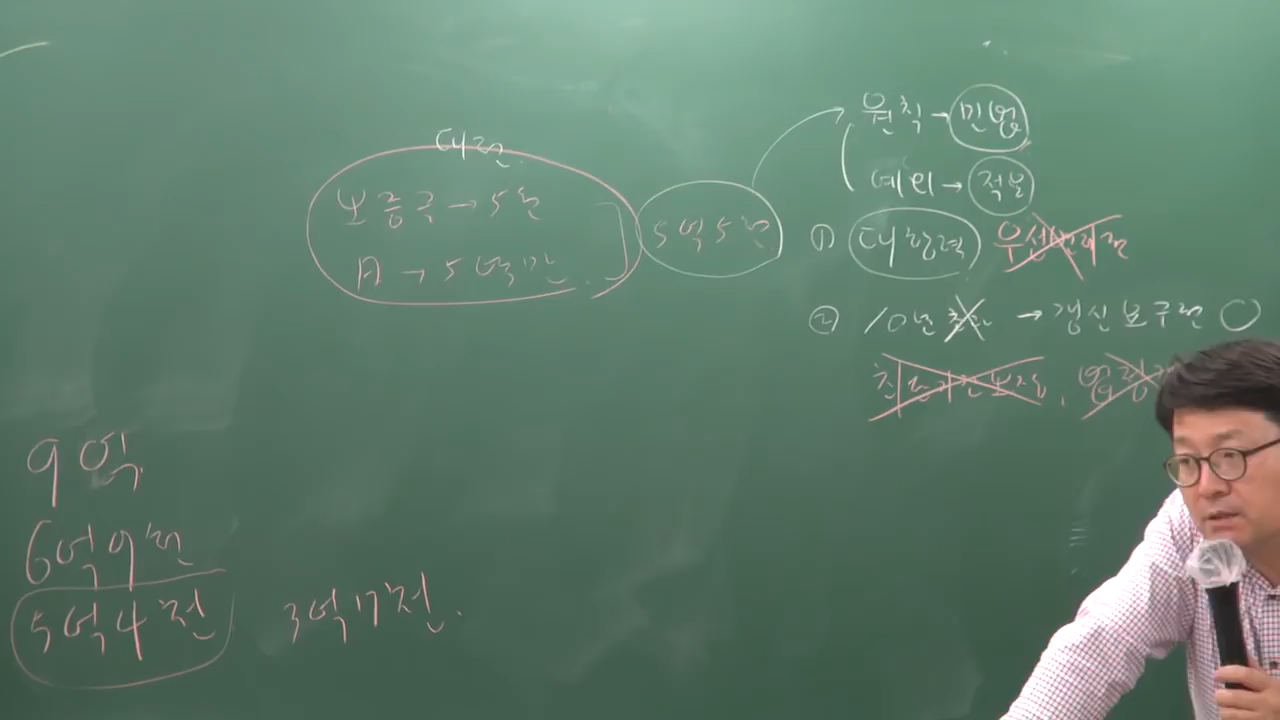 대전
보증금 → 5천
A → 5백만
5억5천
원칙 → 민법
예외 → 적용
① 대항력 우선변제권
② 10년 → 갱신요구권 ○
9억
6억9천
5억4천
3억17천.